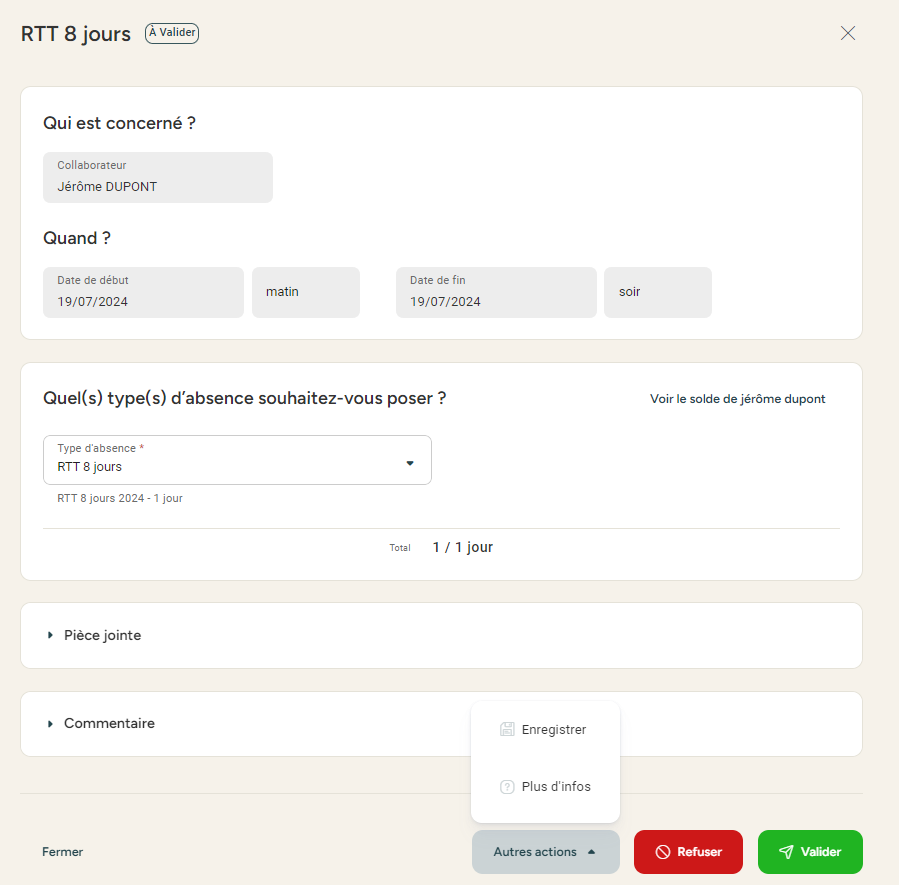 RTT 8 jours À Valider
Qui est concerné ?
Collaborateur
Jérôme DUPONT
Quand ?
Date de début
19/07/2024
matin
Date de fin
19/07/2024
soir
Quel(s) type(s) d’absence souhaitez-vous poser ?
Voir le solde de jérôme dupont
Type d'absence *
RTT 8 jours
RTT 8 jours 2024 - 1 jour
Total 1 / 1 jour
Pièce jointe
Commentaire
Enregistrer
Plus d'infos
Fermer
Autres actions
Refuser
Valider